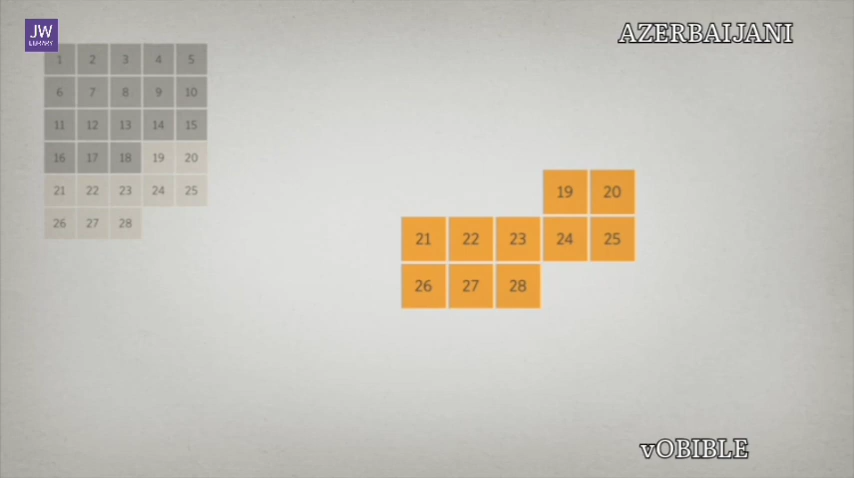 JW
LIBRARY
AZERBAIJANI
1 2 3 4 5
6 7 8 9 10
11 12 13 14 15
16 17 18 19 20
21 22 23 24 25
26 27 28
19 20
21 22 23 24 25
26 27 28
vOBIBLE